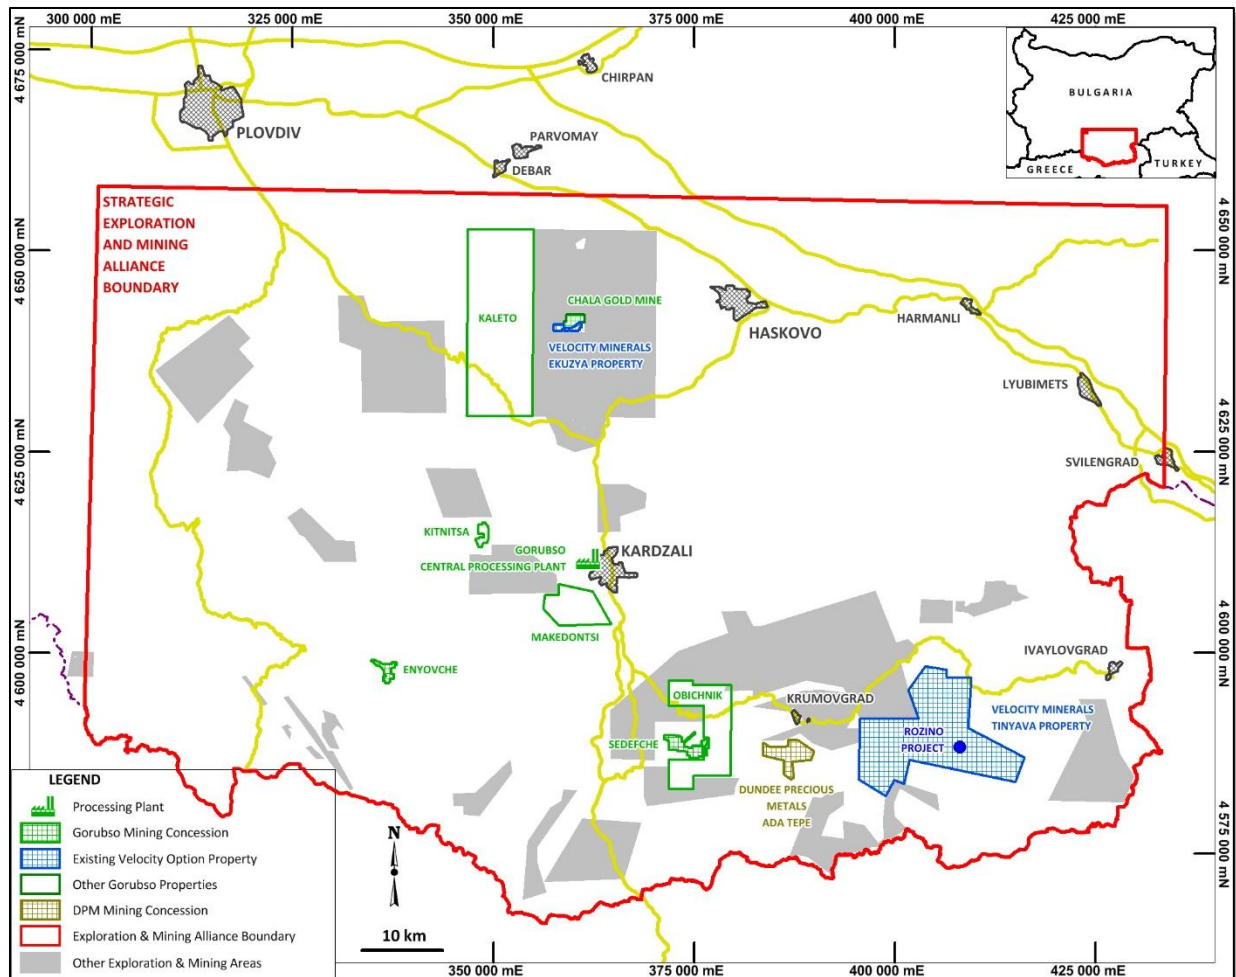 300 000 mE
325 000 mE
350 000 mE
375 000 mE
400 000 mE
425 000 mE
4 675 000 mN
4 650 000 mN
4 625 000 mN
4 600 000 mN
4 650 000 mN
4 625 000 mN
4 600 000 mN
4 575 000 mN
BULGARIA
GREECE
TURKEY
CHIRPAN
PLOVDIV
PARVOMAY
DEBAR
STRATEGIC
EXPLORATION
AND MINING
ALLIANCE
BOUNDARY
KALETO
CHALA GOLD MINE
VELOCITY MINERALS
EKUZYA PROPERTY
HASKOVO
HARMANLI
LYUBIMETS
SVILENGRAD
KITNITSA
GORUBSO
CENTRAL PROCESSING PLANT
KARDZALI
MAKEDONTSI
ENYOVCHE
IVAYLOVGRAD
OBICHNIK
KRUMOVGRAD
SEDEFCHE
VELOCITY MINERALS
TINYAVA PROPERTY
ROZINO
PROJECT
DUNDEE PRECIOUS
METALS
ADA TEPE
LEGEND
Processing Plant
Gorubso Mining Concession
Existing Velocity Option Property
Other Gorubso Properties
DPM Mining Concession
Exploration & Mining Alliance Boundary
Other Exploration & Mining Areas
N
10 km
350 000 mE
375 000 mE
400 000 mE
425 000 mE